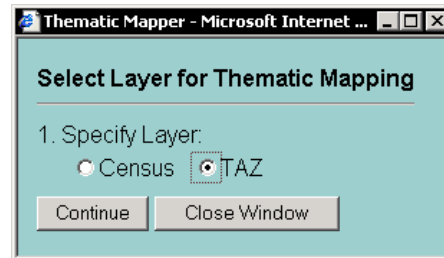 Thematic Mapper - Microsoft Internet ...
Select Layer for Thematic Mapping
1. Specify Layer:
Census TAZ
Continue Close Window